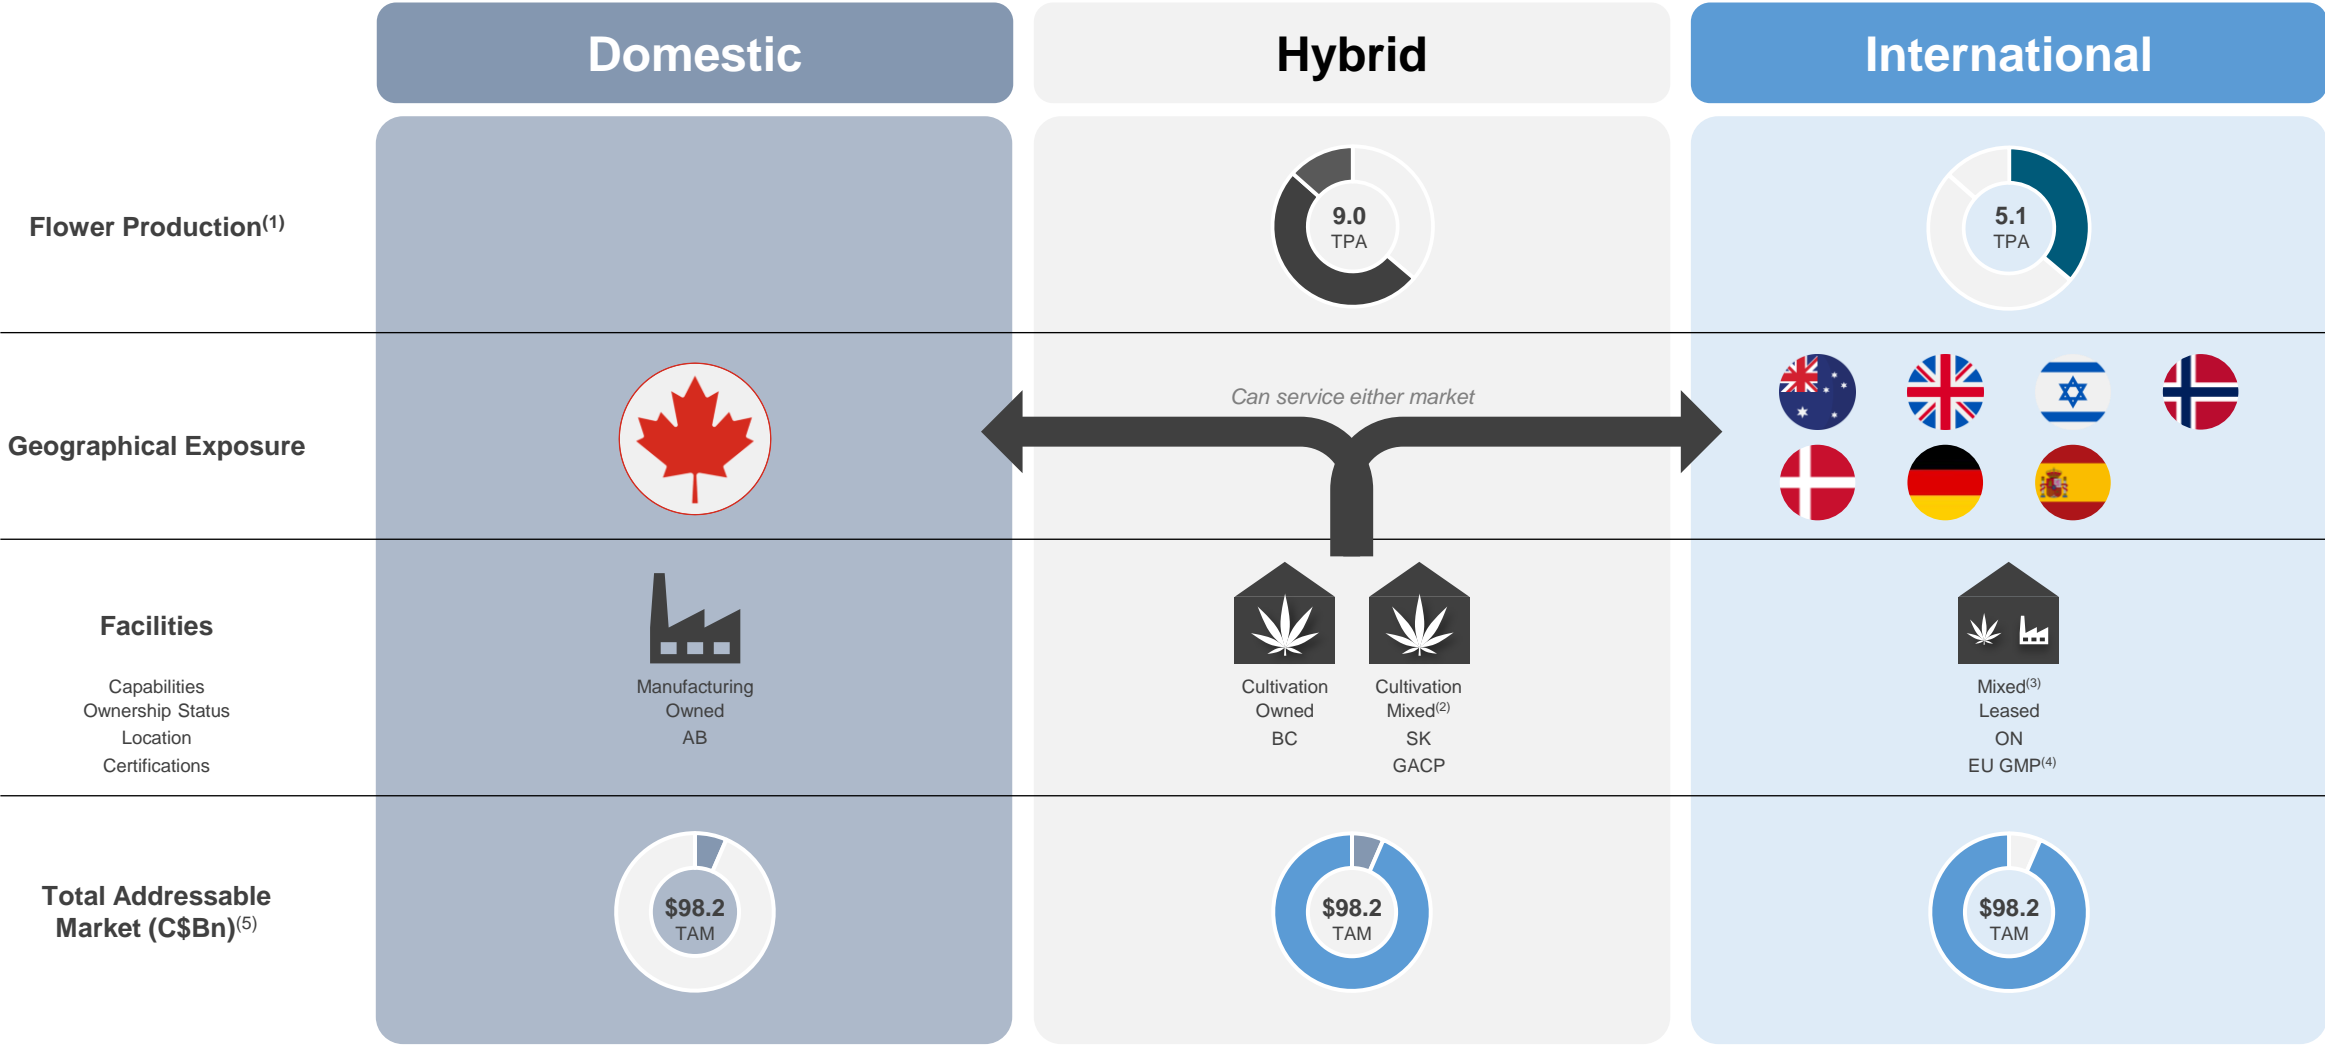 Domestic
Hybrid
International
Flower Production(1)
9.0
TPA
5.1
TPA
Geographical Exposure
Can service either market
Facilities
Capabilities
Ownership Status
Location
Certifications
Manufacturing
Owned
AB
Cultivation
Owned
BC
Cultivation
Mixed(2)
SK
GACP
Mixed(3)
Leased
ON
EU GMP(4)
Total Addressable
Market (C$Bn)(5)
$98.2
TAM
$98.2
TAM
$98.2
TAM